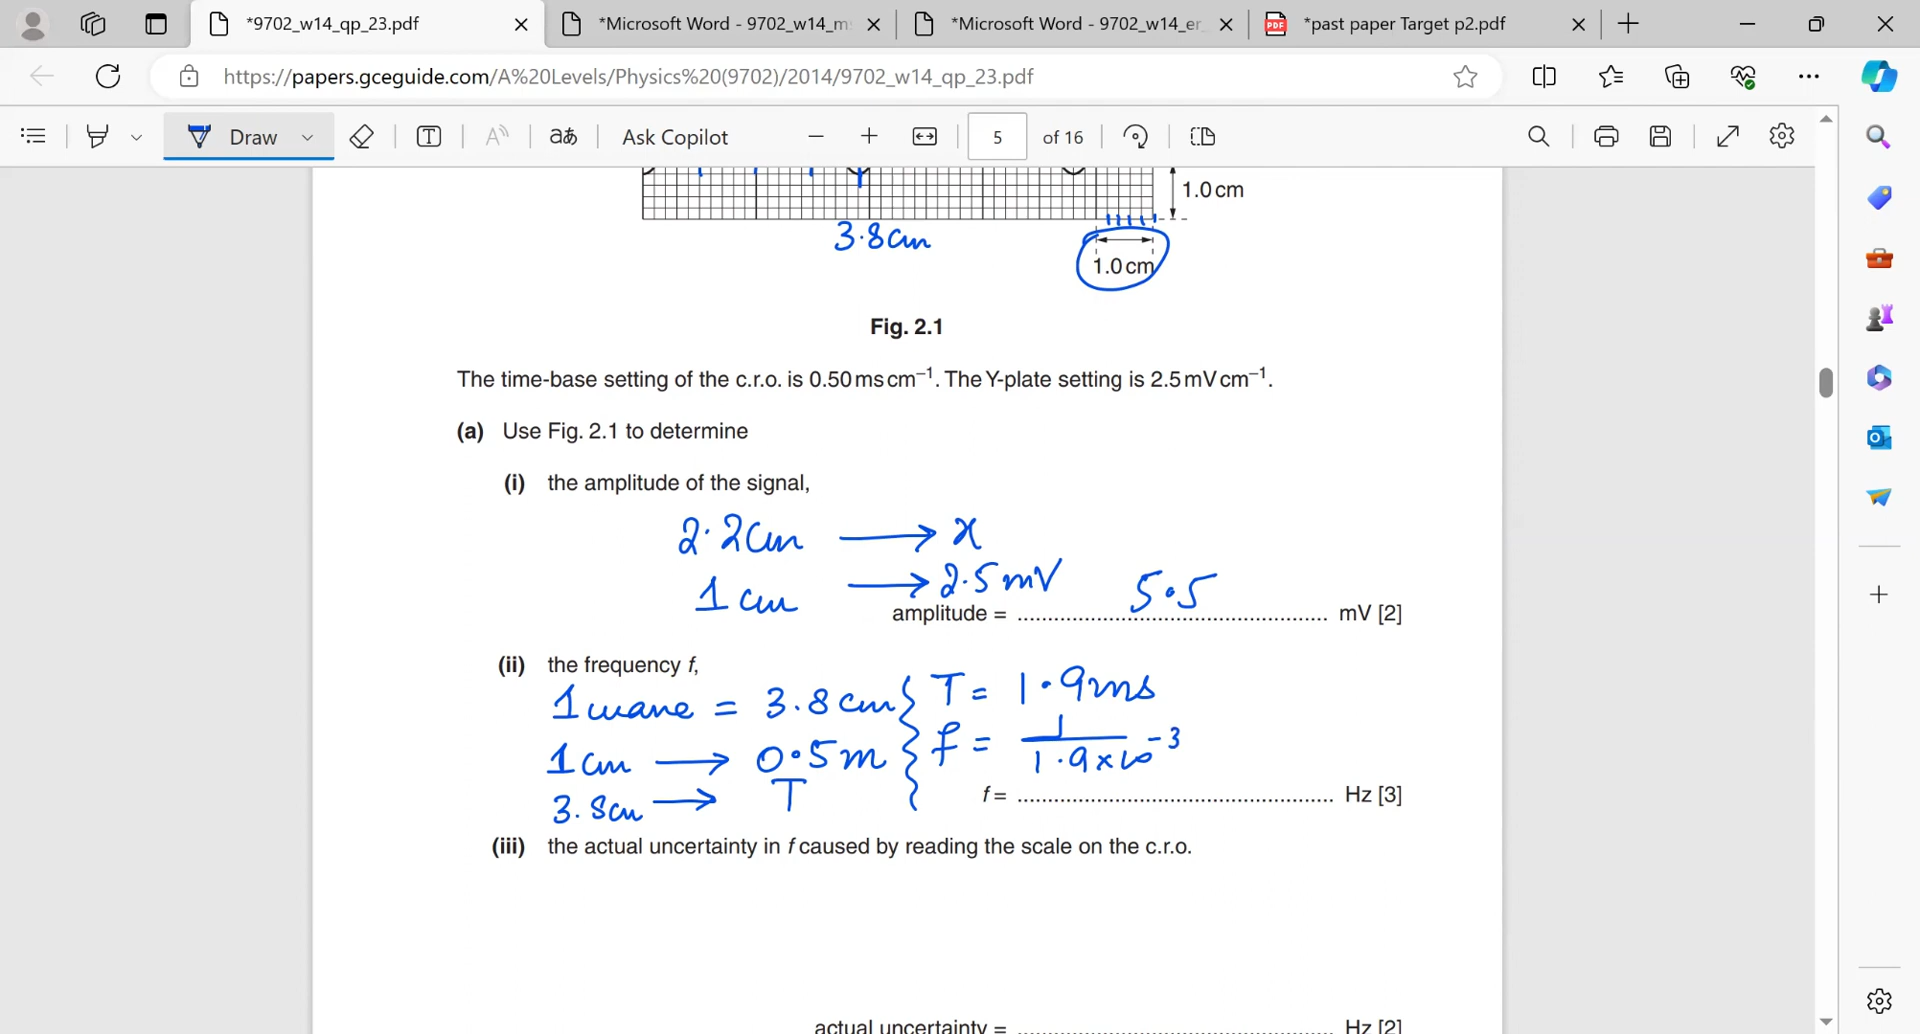 *9702_w14_qp_23.pdf
*Microsoft Word - 9702_w14_m
*Microsoft Word - 9702_w14_er_
*past paper Target p2.pdf
https://papers.gceguide.com/A%20Levels/Physics%20(9702)/2014/9702_w14_qp_23.pdf
Draw
Ask Copilot
5 of 16
1.0 cm
3.8cm
1.0 cm
Fig. 2.1
The time-base setting of the c.r.o. is 0.50 ms cm⁻¹. The Y-plate setting is 2.5 mV cm⁻¹.
(a) Use Fig. 2.1 to determine
(i) the amplitude of the signal,
2.2cm → x
1 cm → 2.5 mV
5.5
amplitude = .................................................. mV [2]
(ii) the frequency f,
1 wave = 3.8 cm } T = 1.9ms
1 cm → 0.5m } f = 1/1.9×10⁻³
3.8cm → T
f = .................................................. Hz [3]
(iii) the actual uncertainty in f caused by reading the scale on the c.r.o.
actual uncertainty = .................................................. Hz [2]